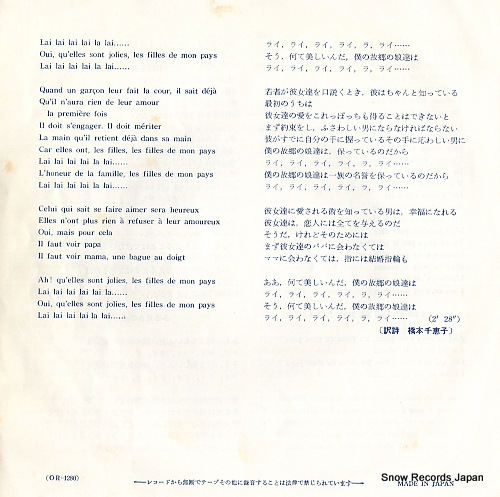 Lai lai lai lai la lai......
Oui, qu'elles sont jolies, les filles de mon pays
Lai lai lai lai la lai......
Quand un garçon leur fait la cour, il sait déjà
Qu'il n'aura rien de leur amour
la première fois
Il doit s'engager. Il doit mériter
La main qu'il retient déjà dans sa main
Car elles ont, les filles de mon pays
Lai lai lai lai la lai......
L'honeur de la famille, les filles de mon pays
Lai lai lai lai la lai......
Celui qui sait se faire aimer sera heureux
Elles n'ont plus rien à refuser à leur amoureux
Oui, mais pour cela
Il faut voir papa
Il faut voir mama, une bague au doigt
Ah! qu'elles sont jolies, les filles de mon pays
Lai lai lai lai lai la......
Oui, qu'elles sont jolies, les filles de mon pays
Lai lai lai lai la lai......
ライ, ライ, ライ, ライ, ラ, ライ……
そう, 何て美しいんだ, 僕の故郷の娘達は
ライ, ライ, ライ, ライ, ラ, ライ……
若者が彼女達を口説くとき, 彼はちゃんと知っている
最初のうちは
彼女達の愛をこれっぽっちも得ることはできないと
まず約束をし, ふさわしい男にならなければならない
彼がすでに自分の手に握っているその手に応わしい男に
僕の故郷の娘達は, 保っているのだから
ライ, ライ, ライ, ライ, ラ, ライ……
僕の故郷の娘達は一族の名誉を保っているのだから
ライ, ライ, ライ, ライ, ラ, ライ……
彼女達に愛される術を知っている男は, 幸福になれる
彼女達は, 恋人には全てを与えるのだ
そうだ, けれどそのためには
まず彼女達のパパに会わなくては
ママに会わなくては, 指には結婚指輪も
ああ, 何て美しいんだ, 僕の故郷の娘達は
ライ, ライ, ライ, ライ, ライ, ラ……
そう, 何て美しいんだ, 僕の故郷の娘達は
ライ, ライ, ライ, ライ, ラ, ライ…… (2′ 28″)
〔訳詩 橋本千恵子〕
(OR-1280)
レコードから無断でテープその他に録音することは法律で禁じられています
MADE IN JAPAN
Snow Records Japan